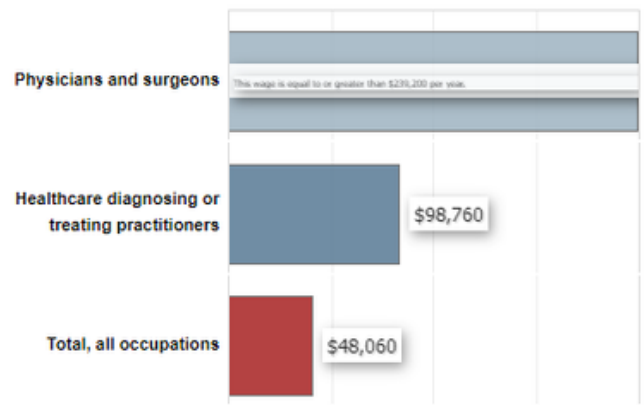 Physicians and surgeons
This wage is equal to or greater than $239,200 per year.
Healthcare diagnosing or
treating practitioners
$98,760
Total, all occupations
$48,060